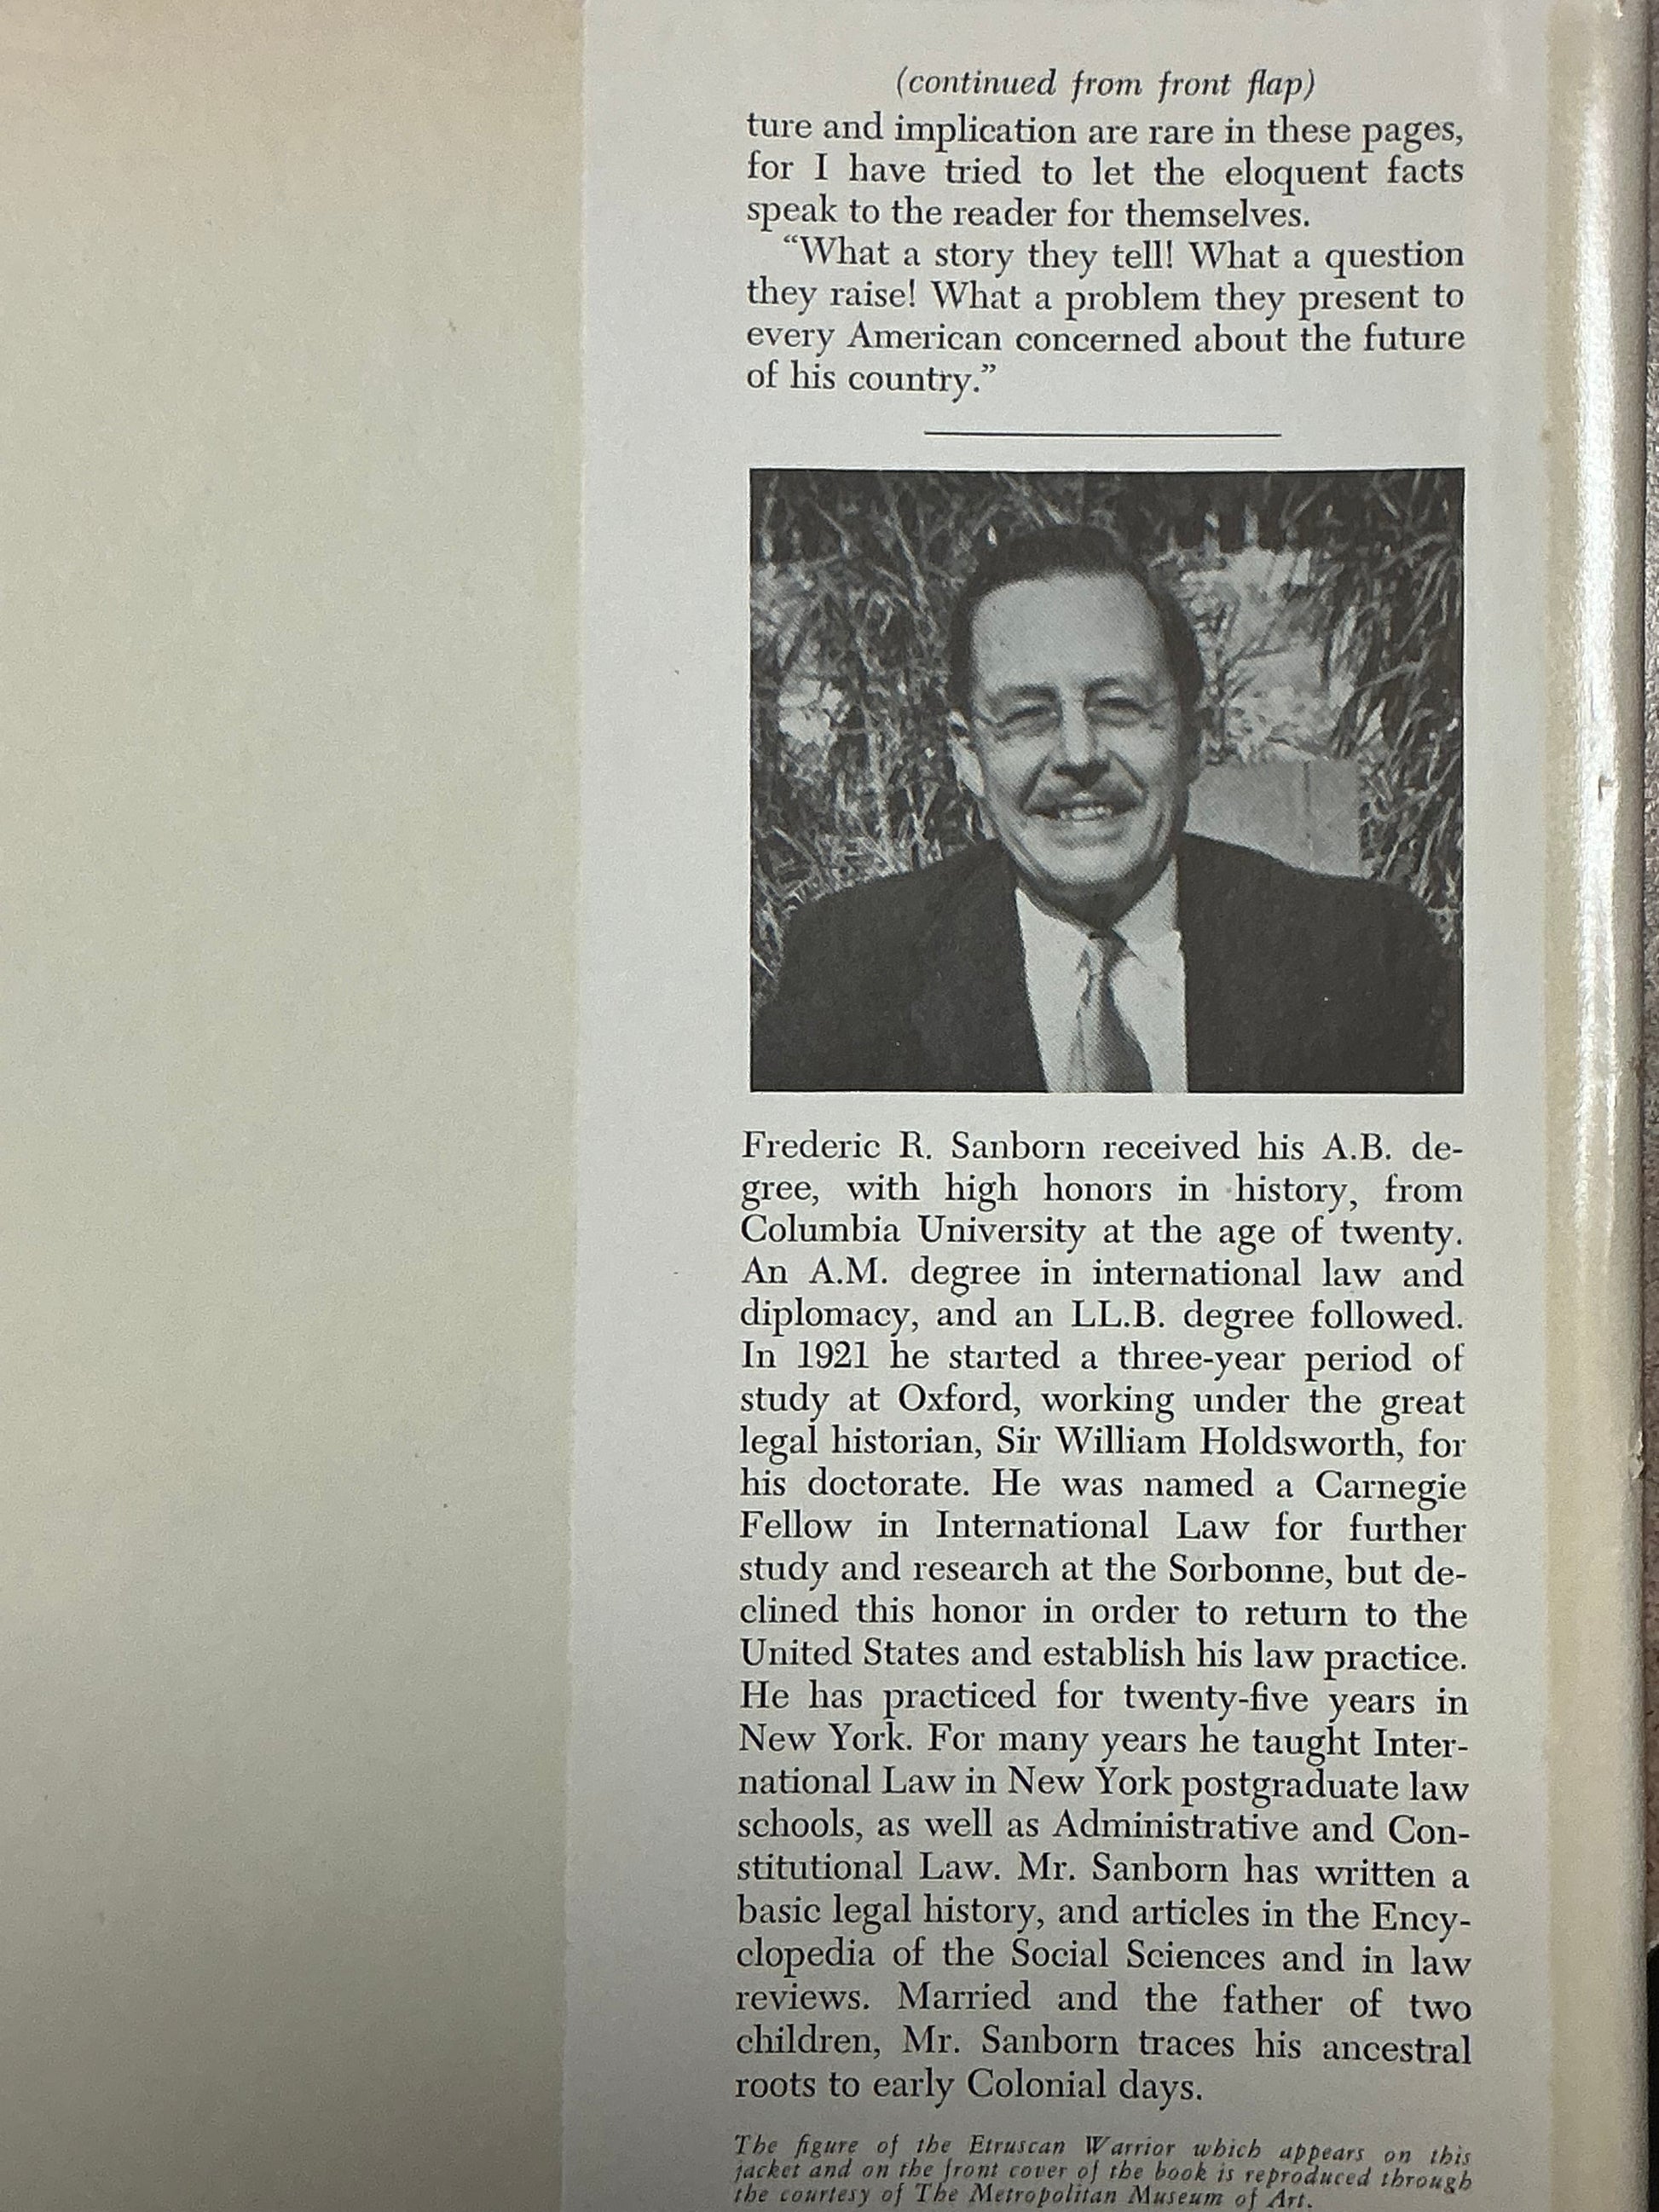 (continued from front flap)
ture and implication are rare in these pages,
for I have tried to let the eloquent facts
speak to the reader for themselves.
“What a story they tell! What a question
they raise! What a problem they present to
every American concerned about the future
of his country.”
Frederic R. Sanborn received his A.B. de-
gree, with high honors in history, from
Columbia University at the age of twenty.
An A.M. degree in international law and
diplomacy, and an LL.B. degree followed.
In 1921 he started a three-year period of
study at Oxford, working under the great
legal historian, Sir William Holdsworth, for
his doctorate. He was named a Carnegie
Fellow in International Law for further
study and research at the Sorbonne, but de-
clined this honor in order to return to the
United States and establish his law practice.
He has practiced for twenty-five years in
New York. For many years he taught Inter-
national Law in New York postgraduate law
schools, as well as Administrative and Con-
stitutional Law. Mr. Sanborn has written a
basic legal history, and articles in the Ency-
clopedia of the Social Sciences and in law
reviews. Married and the father of two
children, Mr. Sanborn traces his ancestral
roots to early Colonial days.
The figure of the Etruscan Warrior which appears on this
jacket and on the front cover of the book is reproduced through
the courtesy of The Metropolitan Museum of Art.